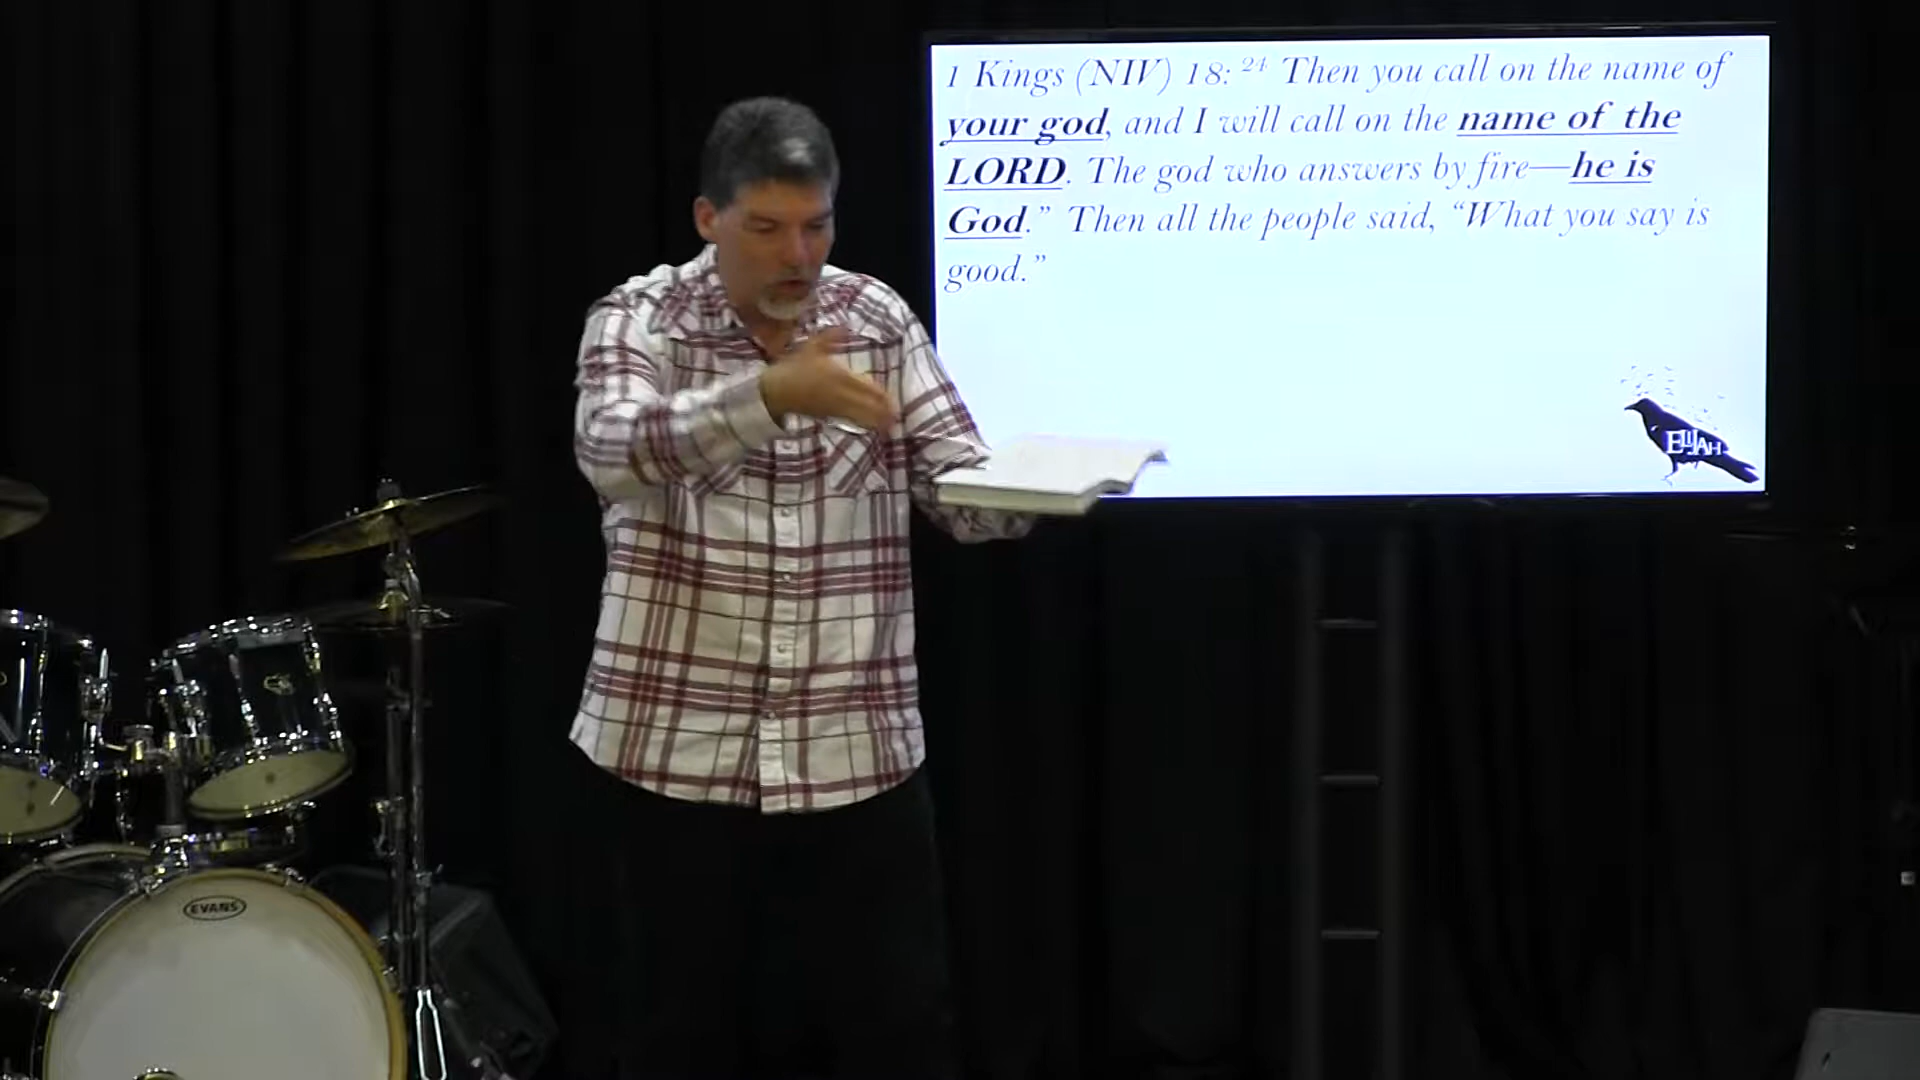 1 Kings (NIV) 18: 24 Then you call on the name of
your god, and I will call on the name of the
LORD. The god who answers by fire—he is
God.” Then all the people said, “What you say is
good.”
ELIJAH
EVANS